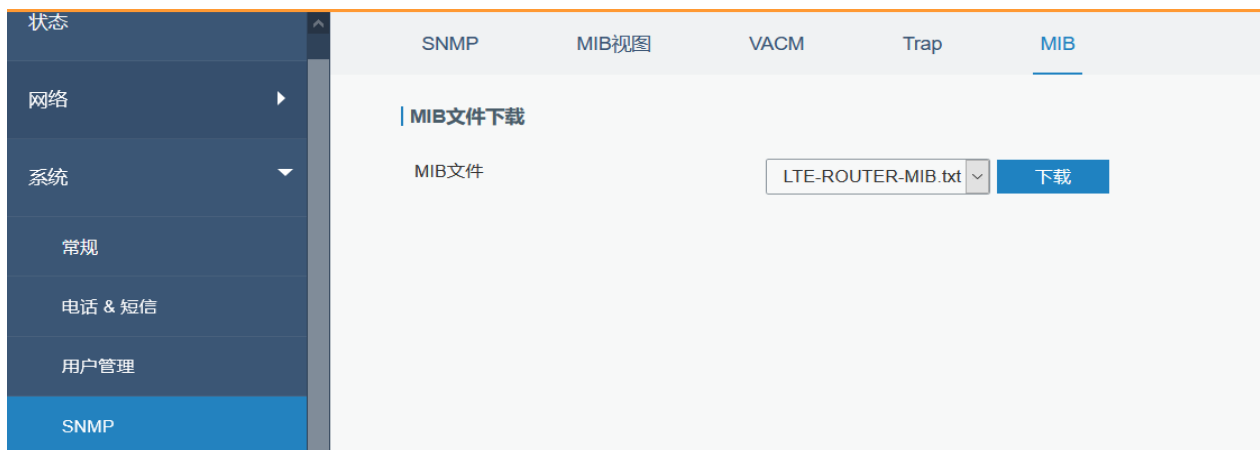 状态
网络
系统
常规
电话 & 短信
用户管理
SNMP
SNMP MIB视图 VACM Trap MIB
MIB文件下载
MIB文件 LTE-ROUTER-MIB.txt 下载